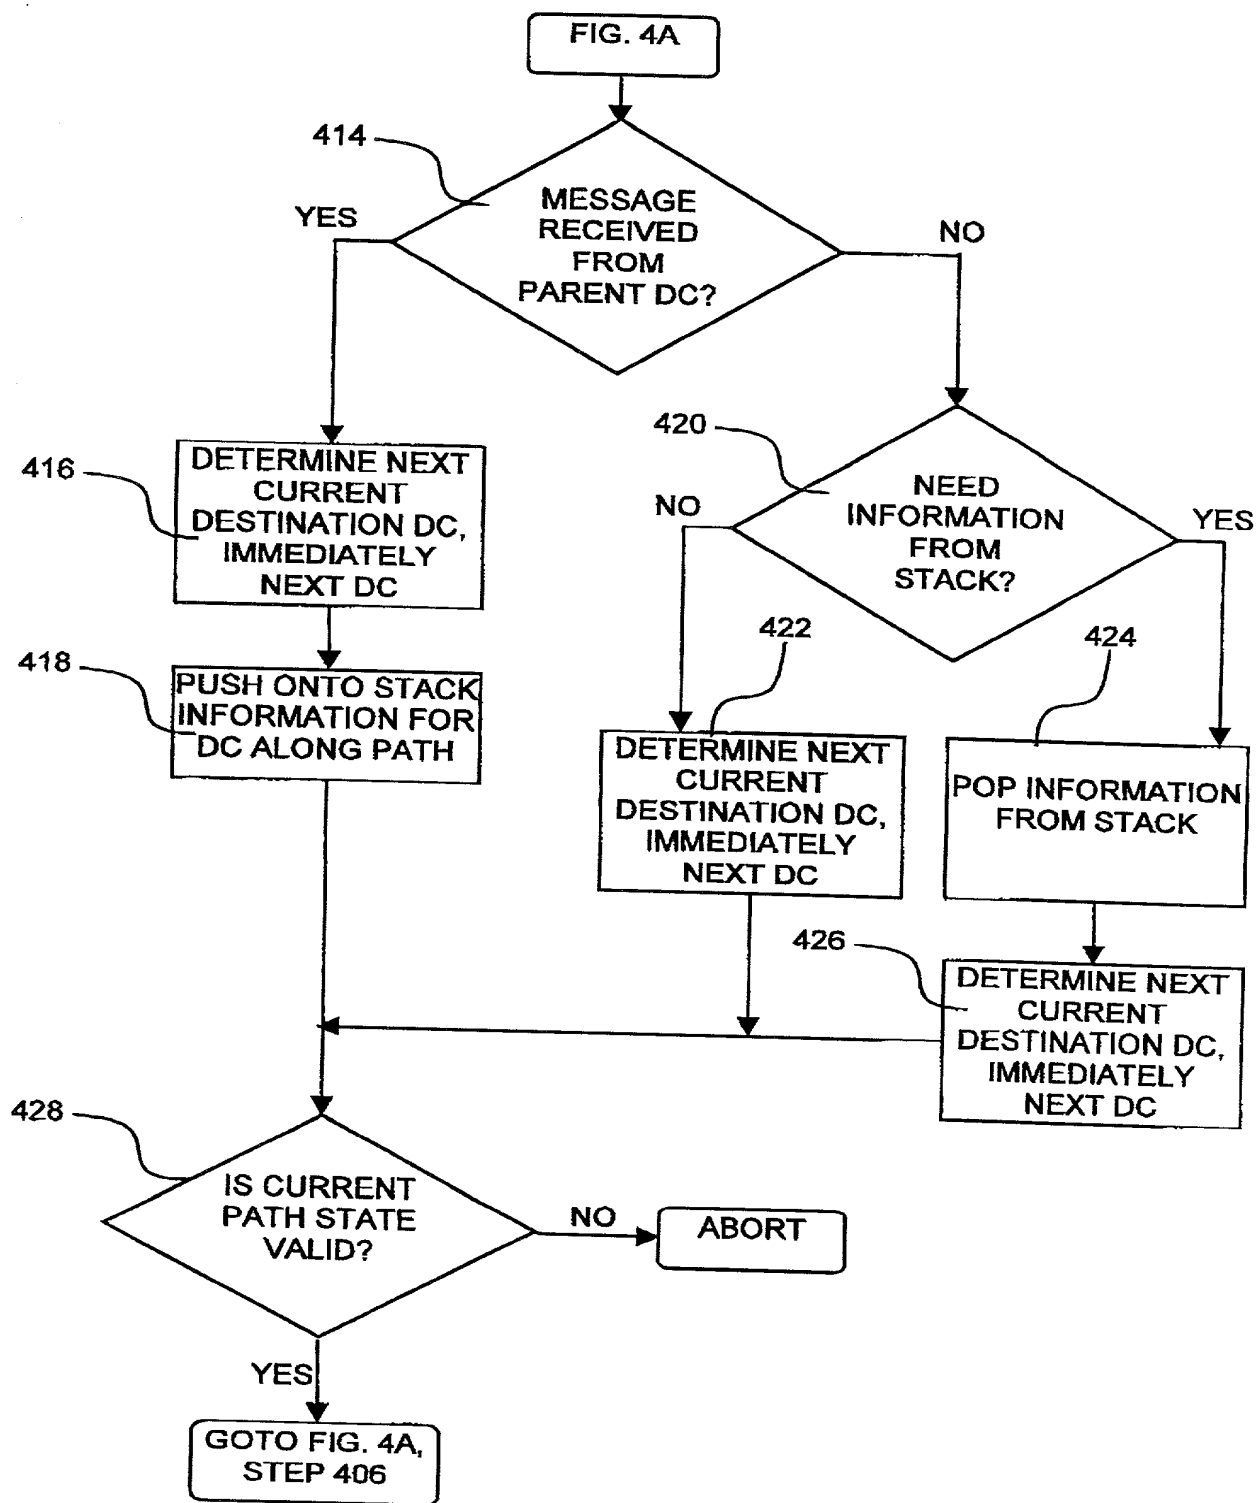 FIG. 4A
414
MESSAGE
RECEIVED
FROM
PARENT DC?
YES
NO
416
DETERMINE NEXT
CURRENT
DESTINATION DC,
IMMEDIATELY
NEXT DC
420
NEED
INFORMATION
FROM
STACK?
NO
YES
418
PUSH ONTO STACK
INFORMATION FOR
DC ALONG PATH
422
DETERMINE NEXT
CURRENT
DESTINATION DC,
IMMEDIATELY
NEXT DC
424
POP INFORMATION
FROM STACK
426
DETERMINE NEXT
CURRENT
DESTINATION DC,
IMMEDIATELY
NEXT DC
428
IS CURRENT
PATH STATE
VALID?
NO
ABORT
YES
GOTO FIG. 4A,
STEP 406